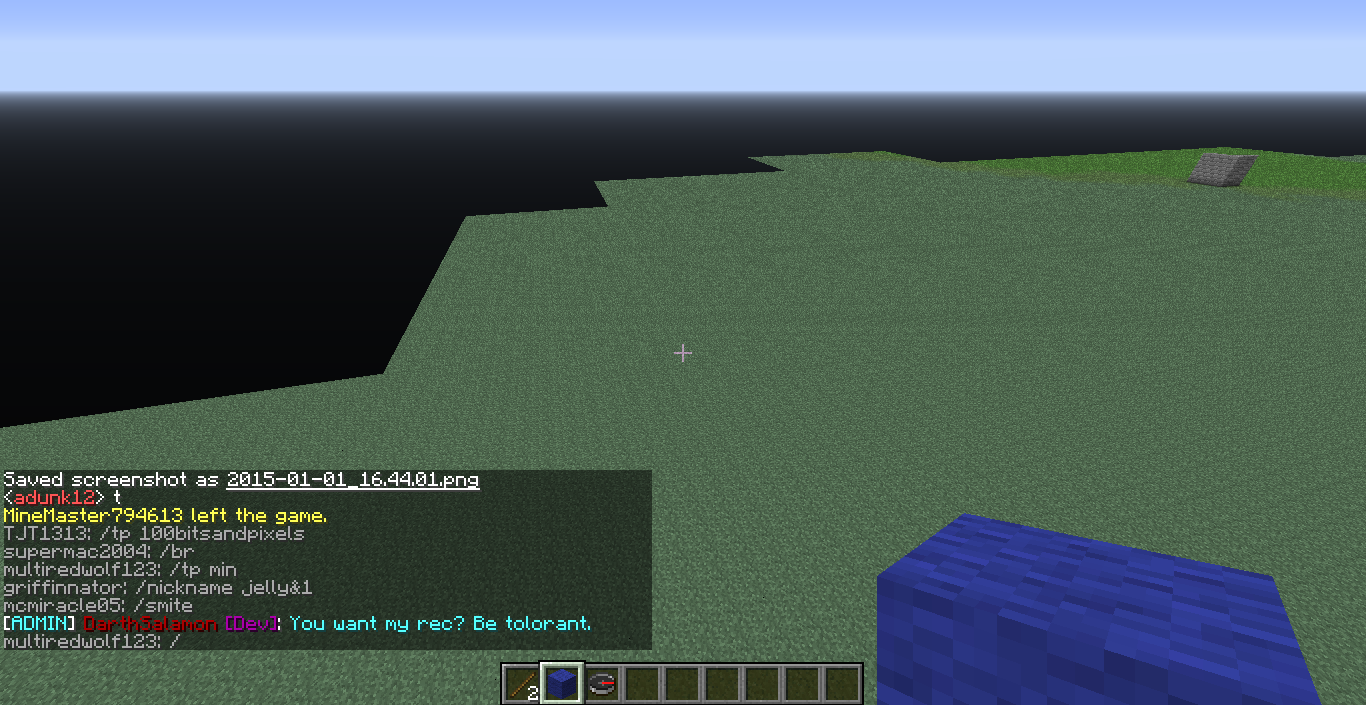 Saved screenshot as 2015-01-01_16.44.01.png
<adunk12> t
MineMaster794613 left the game.
TJT1313: /tp 100bitsandpixels
supermac2004: /br
multiredwolf123: /tp min
griffinnator: /nickname jelly&1
mcmiracle05: /smite
[ADMIN] DarthSalamon [Dev]: You want my rec? Be tolorant.
multiredwolf123: /
2